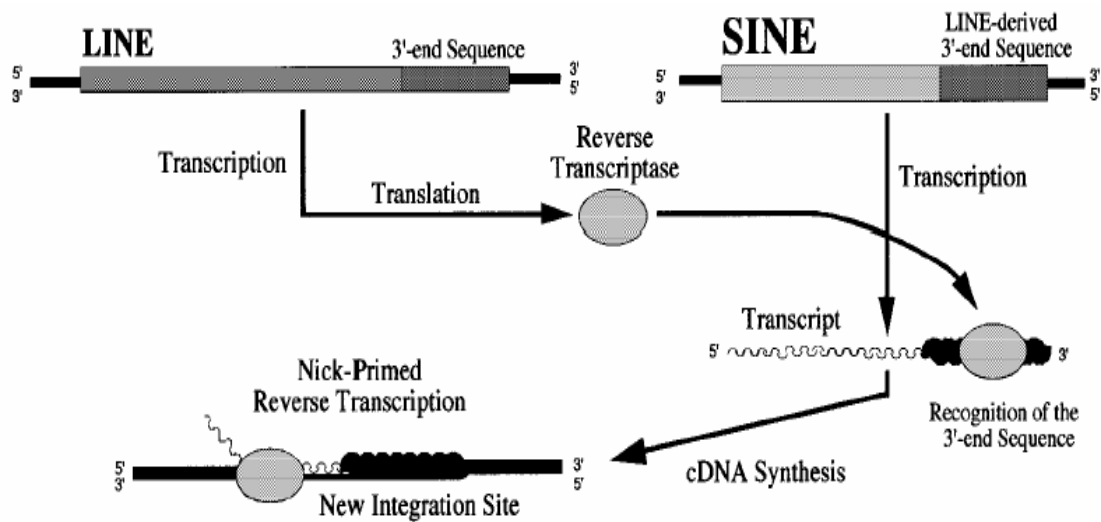 LINE
3'-end Sequence
5'
3'
3'
5'
SINE
LINE-derived
3'-end Sequence
5'
3'
3'
5'
Transcription
Translation
Reverse
Transcriptase
Transcription
Transcript
5'
3'
Recognition of the
3'-end Sequence
cDNA Synthesis
Nick-Primed
Reverse Transcription
5'
3'
3'
5'
New Integration Site